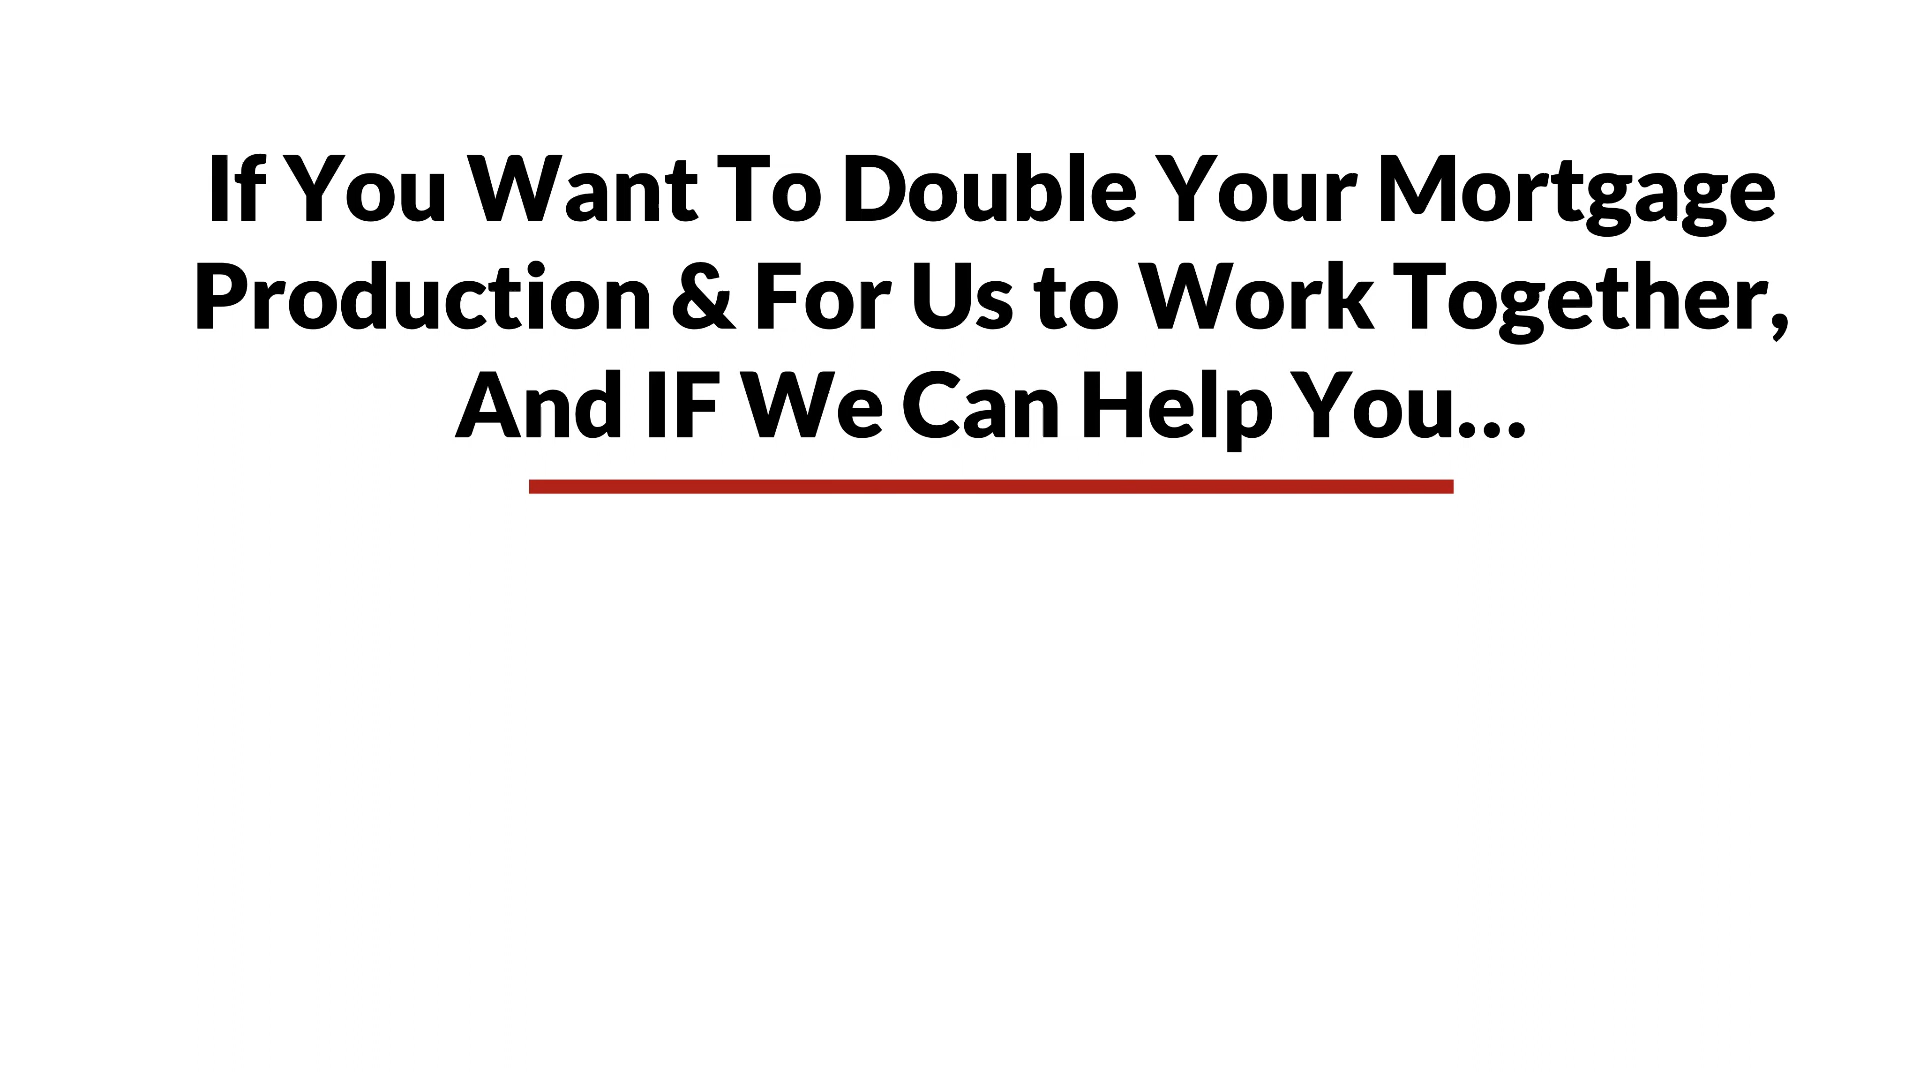 If You Want To Double Your Mortgage
Production & For Us to Work Together,
And IF We Can Help You...